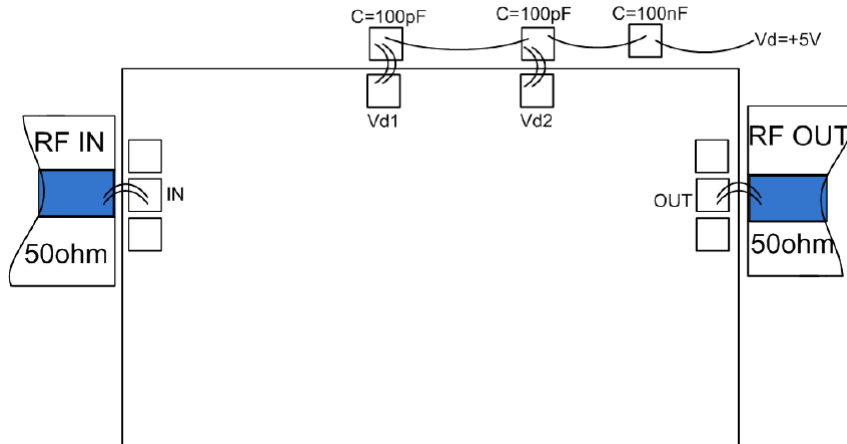 C=100pF
C=100pF
C=100nF
Vd=+5V
Vd1
Vd2
RF IN
RF OUT
IN
OUT
50ohm
50ohm